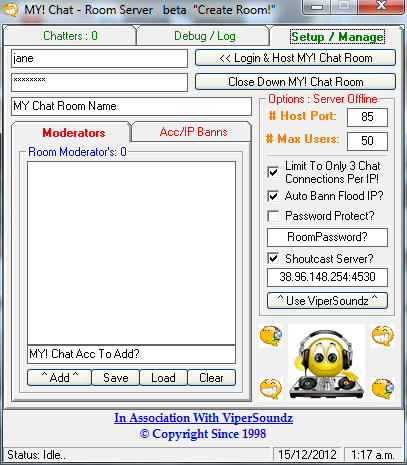 MY! Chat - Room Server  beta  "Create Room!"
Chatters : 0
Debug / Log
Setup / Manage
jane
<< Login & Host MY! Chat Room
xxxxxxxx
Close Down MY! Chat Room
MY Chat Room Name
Options : Server Offline
# Host Port:
85
# Max Users:
50
Moderators
Acc/IP Banns
Room Moderator's: 0
Limit To Only 3 Chat
Connections Per IP!
Auto Bann Flood IP?
Password Protect?
RoomPassword?
Shoutcast Server?
38.96.148.254:4530
^ Use ViperSoundz ^
MY! Chat Acc To Add?
^ Add ^
Save
Load
Clear
In Association With ViperSoundz
© Copyright Since 1998
Status: Idle..
15/12/2012
1:17 a.m.